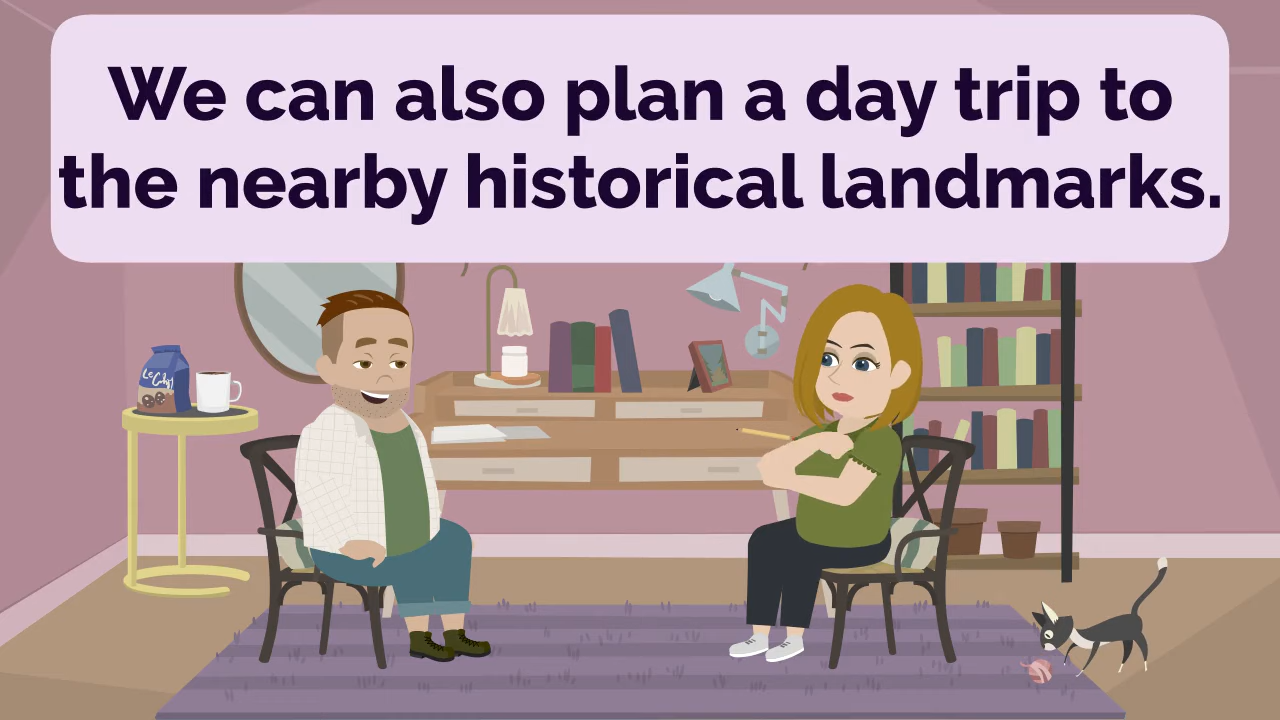 We can also plan a day trip to
the nearby historical landmarks.